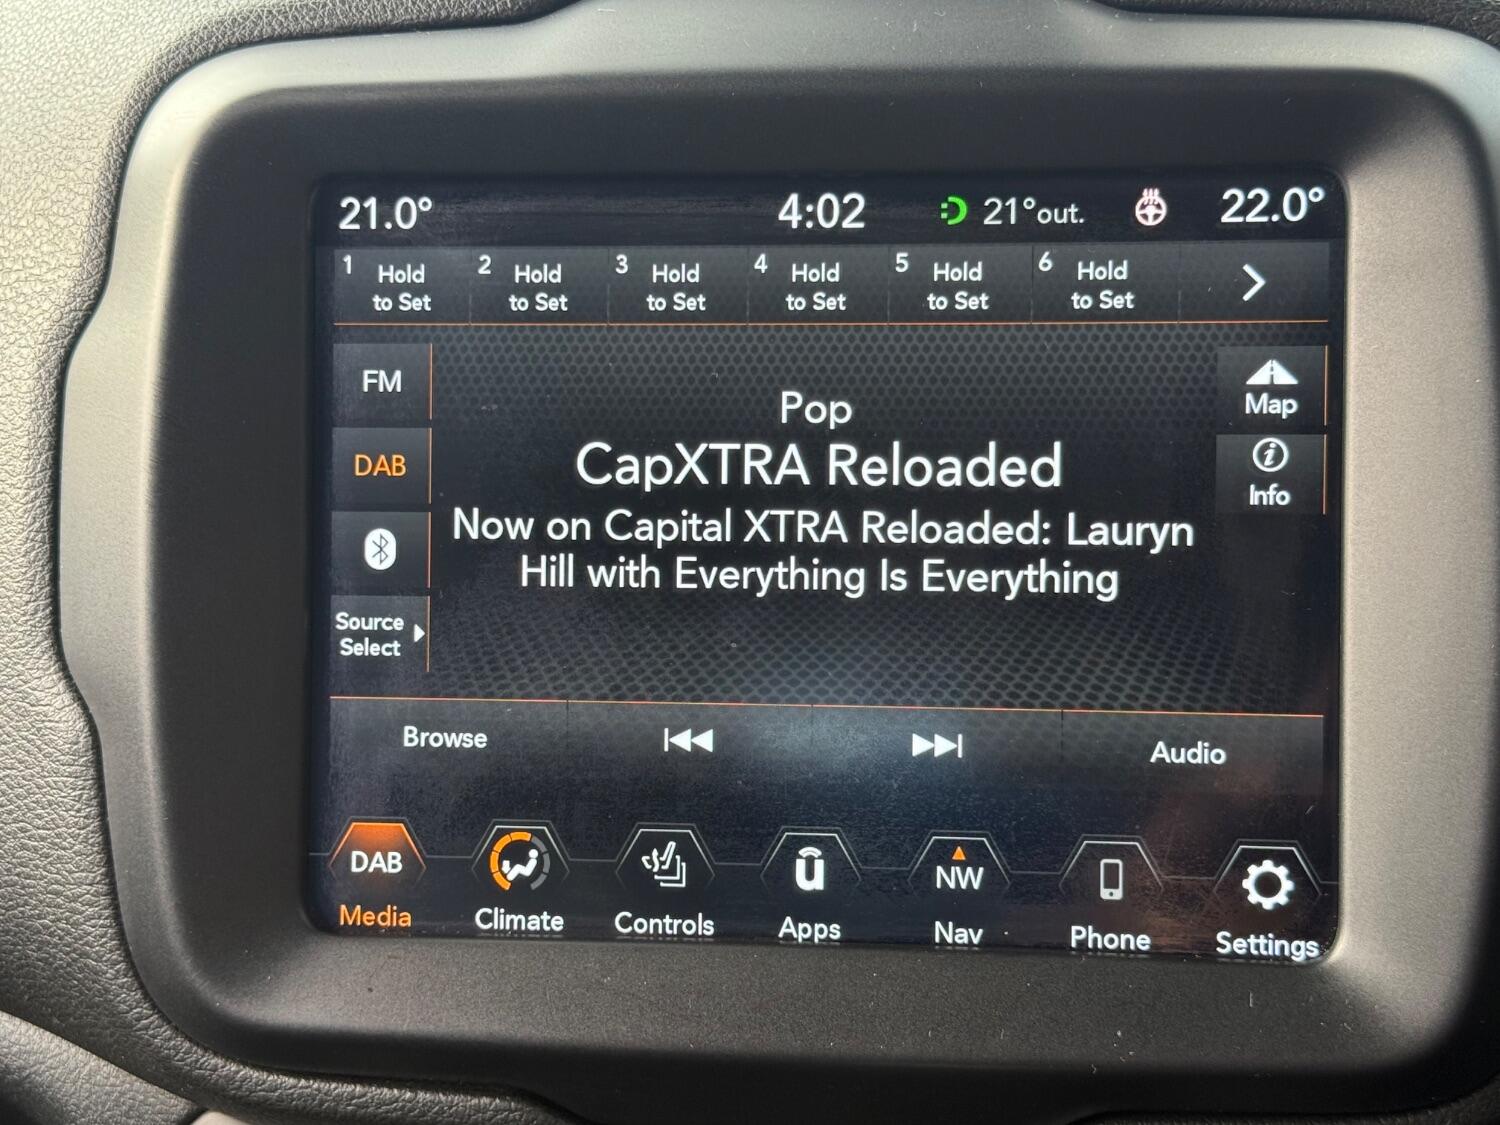 21.0° 4:02 21°out. 22.0°
1 2 3 4 5 6
Hold Hold Hold Hold Hold Hold
to Set to Set to Set to Set to Set to Set
FM
Map
Pop
DAB
CapXTRA Reloaded
Info
Now on Capital XTRA Reloaded: Lauryn
Hill with Everything Is Everything
Source
Select
Browse Audio
DAB u NW
Media Climate Controls Apps Nav Phone Settings